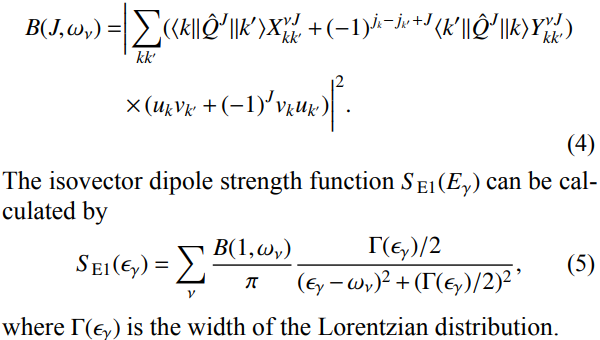 B(J,ω_ν) = | ∑_{kk′} (⟨k‖Q̂^J‖k′⟩X^{νJ}_{kk′} + (−1)^{j_k−j_{k′}+J}⟨k′‖Q̂^J‖k⟩Y^{νJ}_{kk′})
× (u_k v_{k′} + (−1)^J v_k u_{k′}) |^2.
(4)
The isovector dipole strength function S_{E1}(E_γ) can be cal-
culated by
S_{E1}(ϵ_γ) = ∑_ν B(1,ω_ν)/π Γ(ϵ_γ)/2 / ((ϵ_γ − ω_ν)^2 + (Γ(ϵ_γ)/2)^2), (5)
where Γ(ϵ_γ) is the width of the Lorentzian distribution.